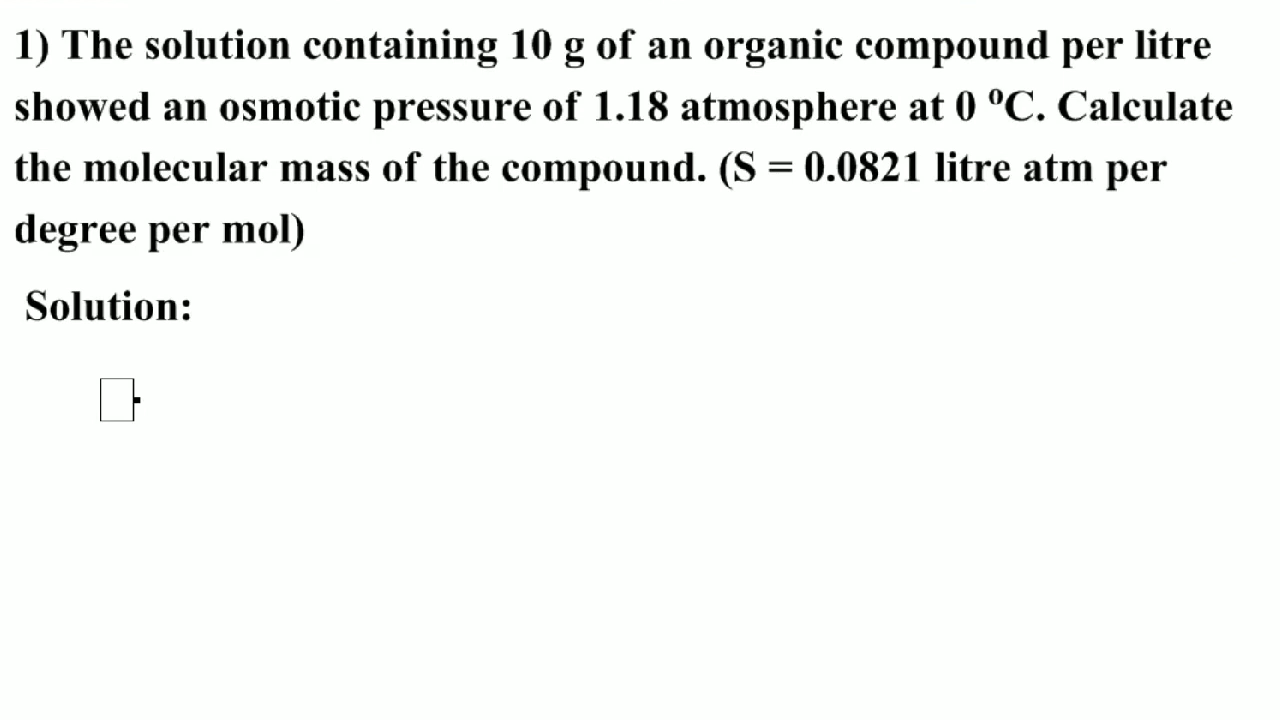 1) The solution containing 10 g of an organic compound per litre
showed an osmotic pressure of 1.18 atmosphere at 0 ⁰C. Calculate
the molecular mass of the compound. (S = 0.0821 litre atm per
degree per mol)
Solution: